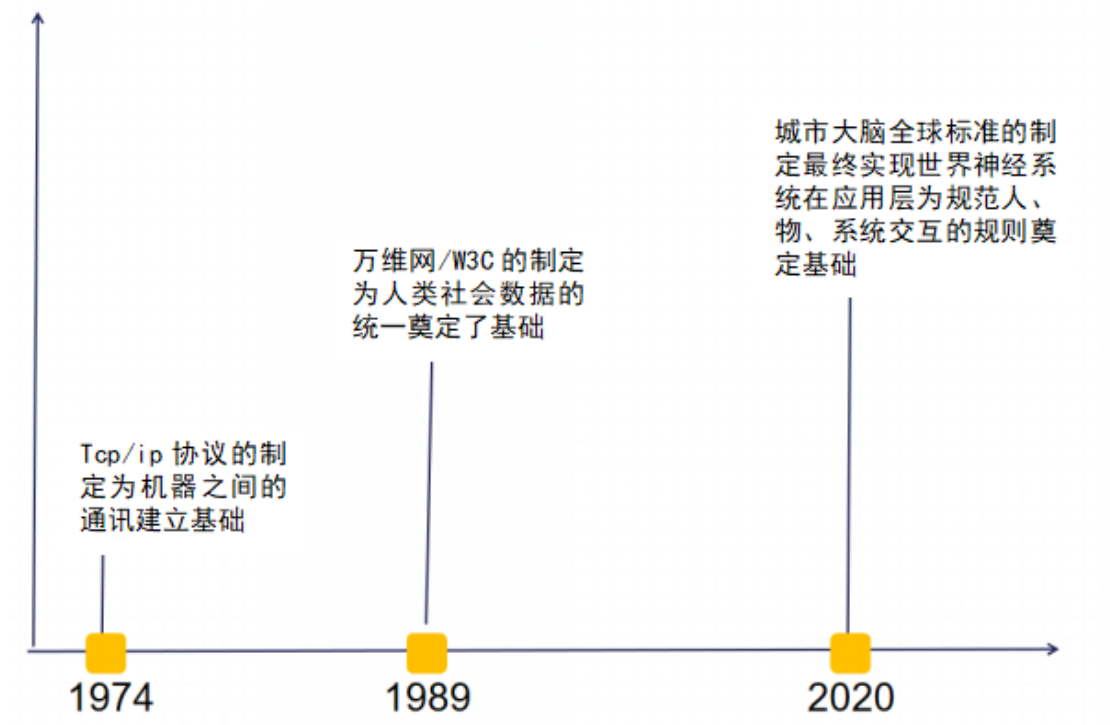 城市大脑全球标准的制
定最终实现世界神经系
统在应用层为规范人、
物、系统交互的规则奠
定基础
万维网/W3C 的制定
为人类社会数据的
统一奠定了基础
Tcp/ip 协议的制
定为机器之间的
通讯建立基础
1974
1989
2020